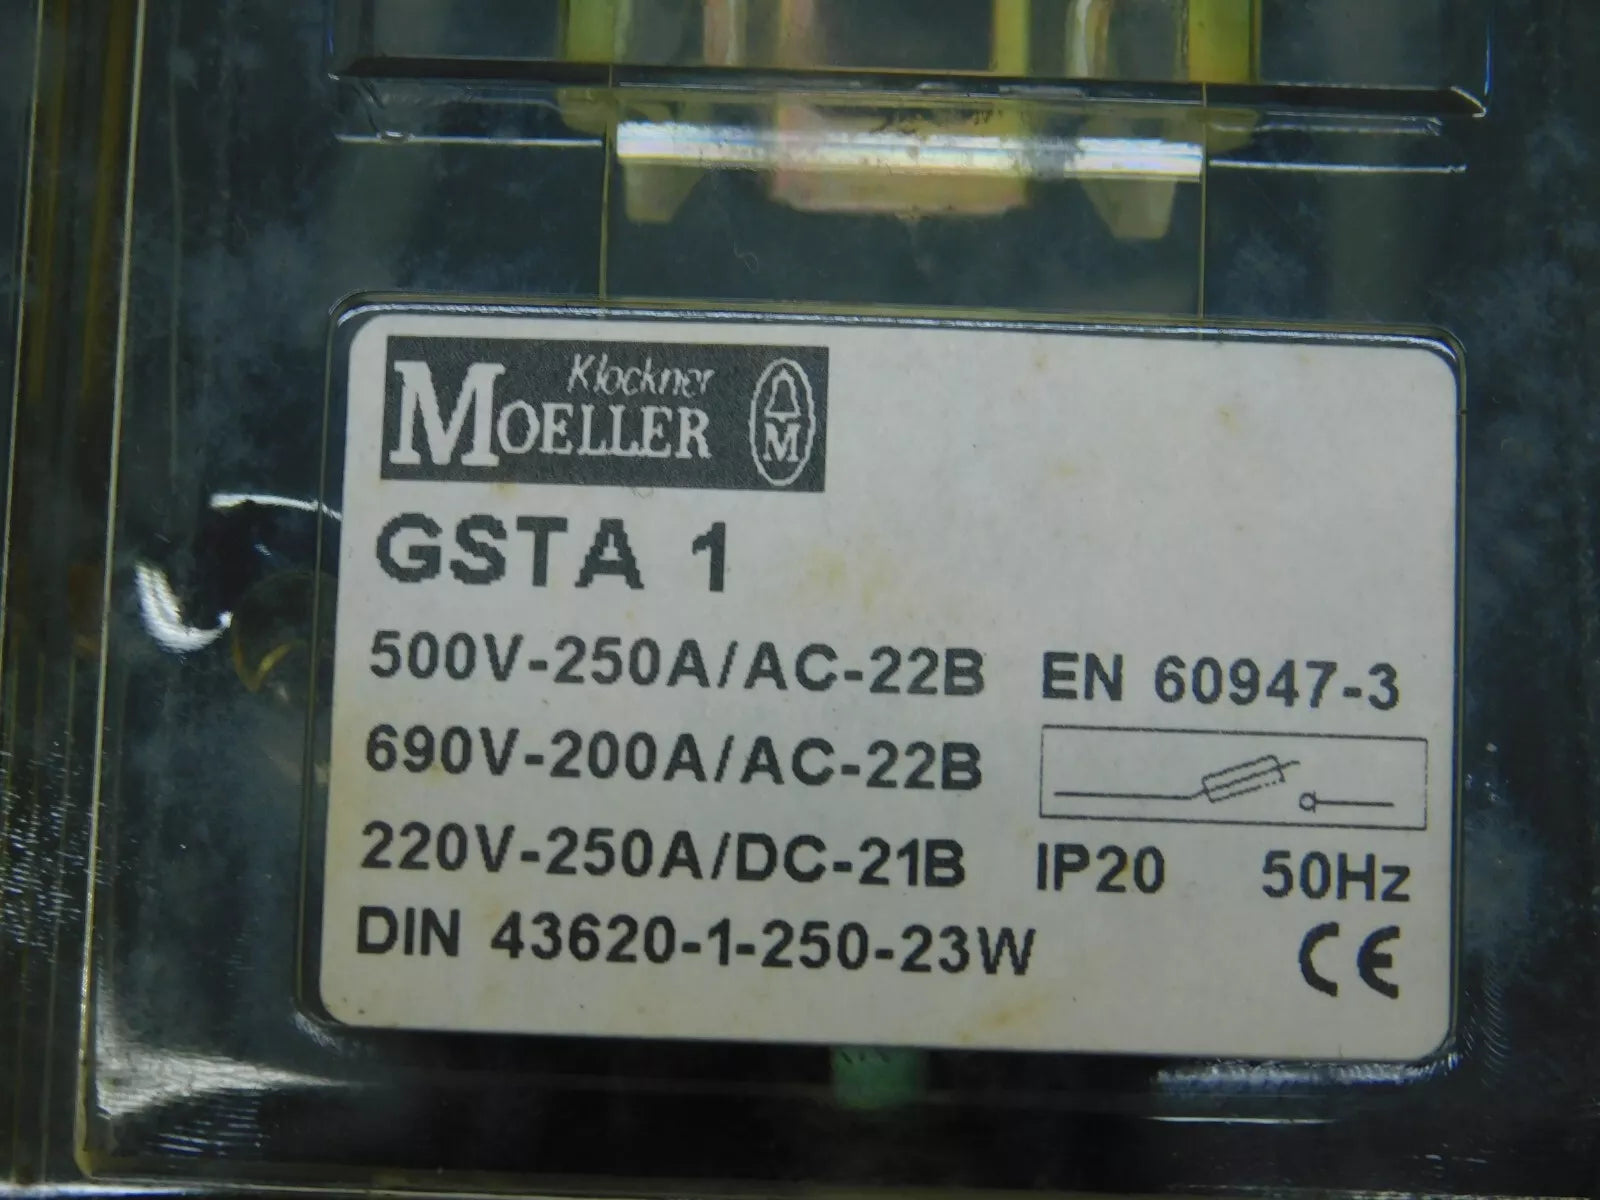 Klockner
MOELLER
M
GSTA 1
500V-250A/AC-22B EN 60947-3
690V-200A/AC-22B
220V-250A/DC-21B IP20 50Hz
DIN 43620-1-250-23W CE